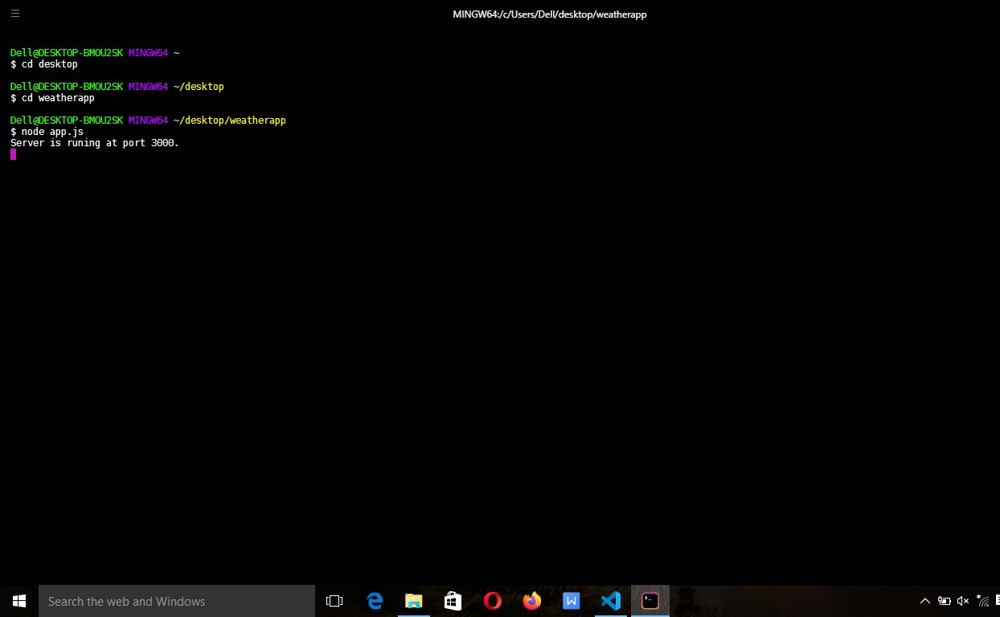 MINGW64:/c/Users/Dell/desktop/weatherapp
Dell@DESKTOP-BMOU2SK MINGW64 ~
$ cd desktop
Dell@DESKTOP-BMOU2SK MINGW64 ~/desktop
$ cd weatherapp
Dell@DESKTOP-BMOU2SK MINGW64 ~/desktop/weatherapp
$ node app.js
Server is runing at port 3000.
Search the web and Windows